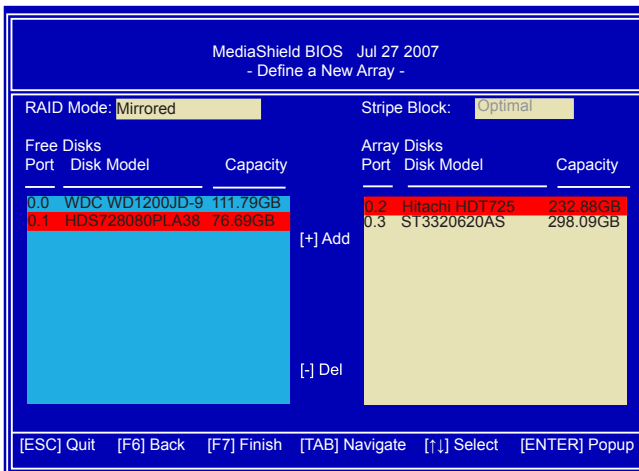 MediaShield BIOS   Jul 27 2007
- Define a New Array -
RAID Mode: Mirrored   Stripe Block: Optimal
Free Disks   Array Disks
Port   Disk Model   Capacity   Port   Disk Model   Capacity
0.0   WDC WD1200JD-9   111.79GB   0.2   Hitachi HDT725   232.88GB
0.1   HDS728080PLA38   76.69GB   0.3   ST3320620AS   298.09GB
[+] Add
[-] Del
[ESC] Quit   [F6] Back   [F7] Finish   [TAB] Navigate   [↑↓] Select   [ENTER] Popup